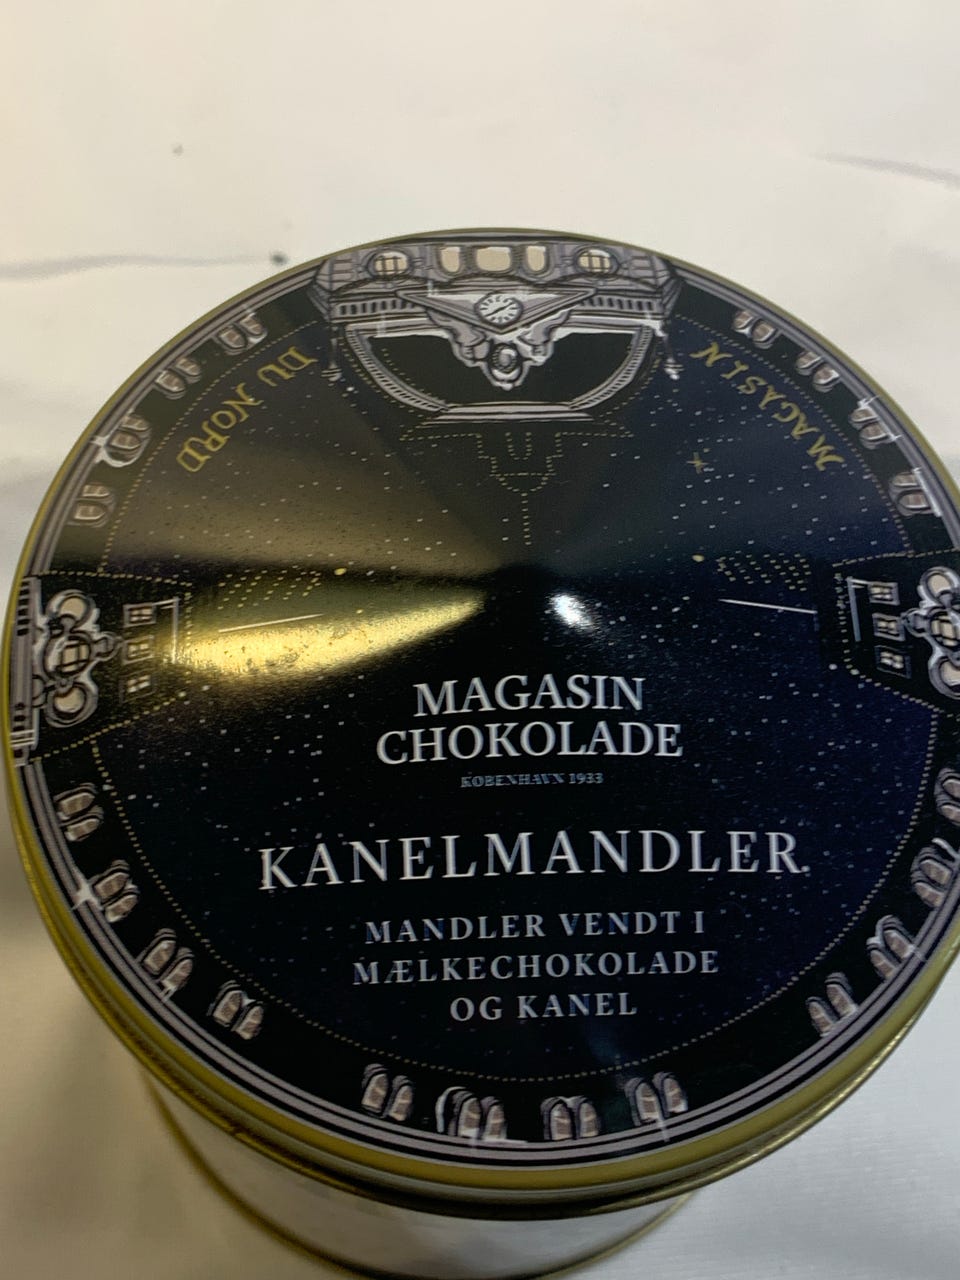 MAGASIN
DU NORD
MAGASIN
CHOKOLADE
KØBENHAVN 1933
KANELMANDLER
MANDLER VENDT I
MÆLKECHOKOLADE
OG KANEL